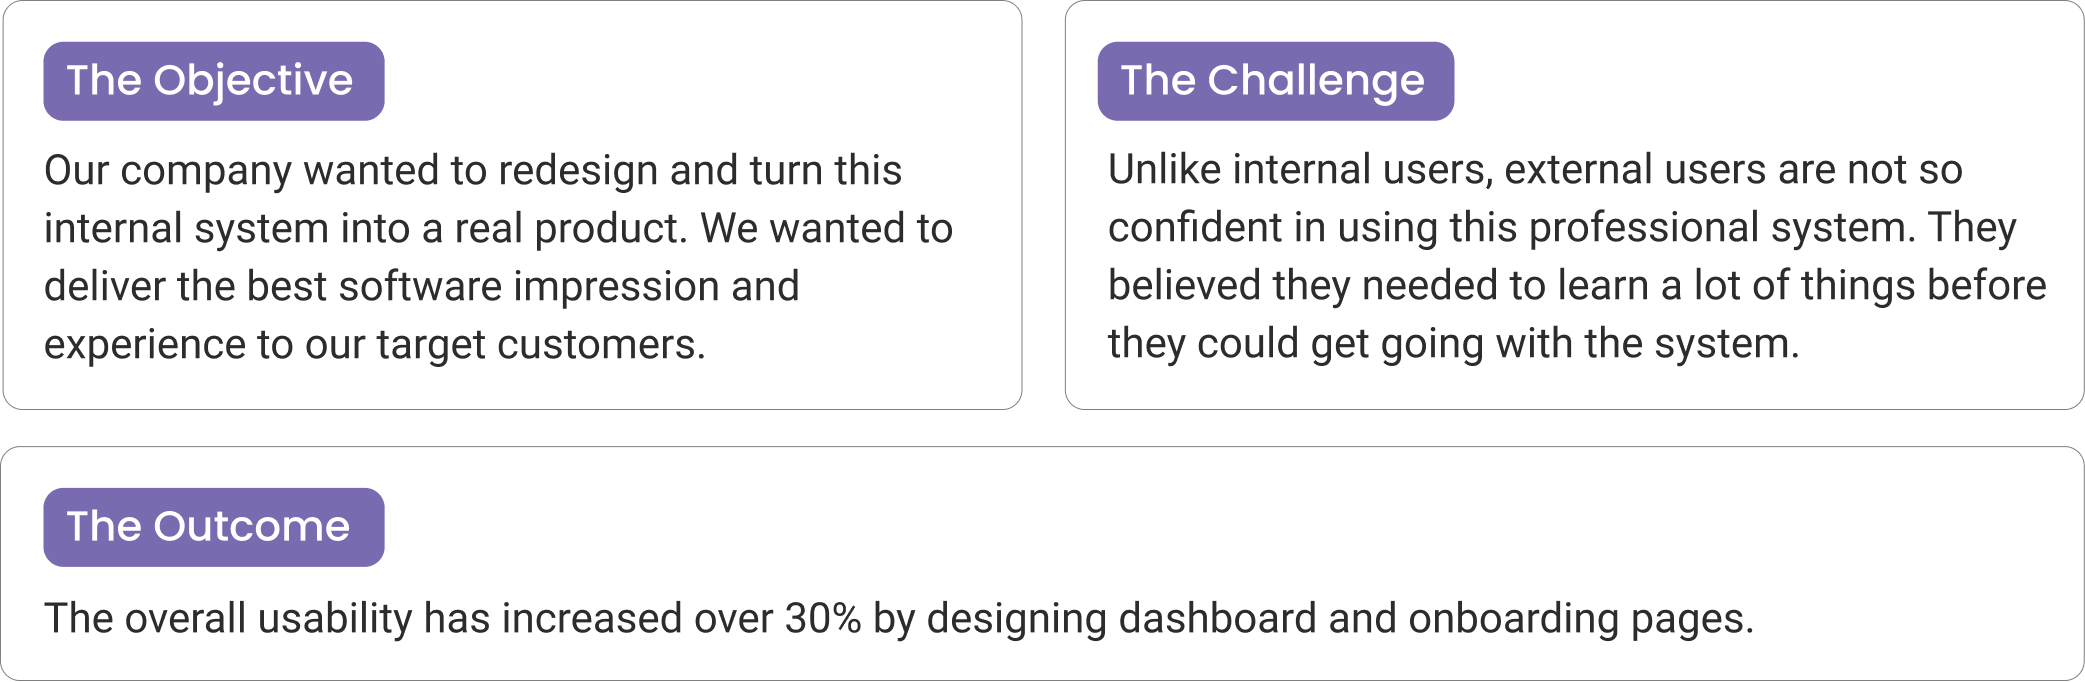 The Objective
Our company wanted to redesign and turn this
internal system into a real product. We wanted to
deliver the best software impression and
experience to our target customers.
The Challenge
Unlike internal users, external users are not so
confident in using this professional system. They
believed they needed to learn a lot of things before
they could get going with the system.
The Outcome
The overall usability has increased over 30% by designing dashboard and onboarding pages.